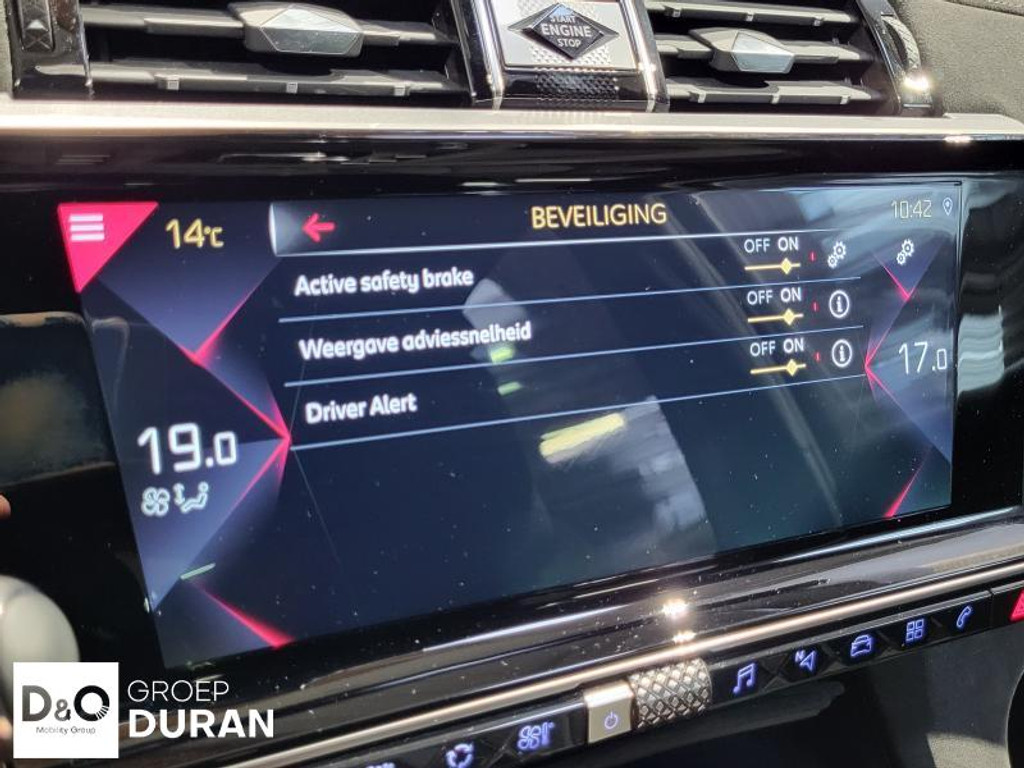 START
ENGINE
STOP
14°C
BEVEILIGING
10:42
OFF ON
Active safety brake
OFF ON
Weergave adviessnelheid
OFF ON
Driver Alert
19.0
17.0
N
D&O
Mobility Group
GROEP
DURAN